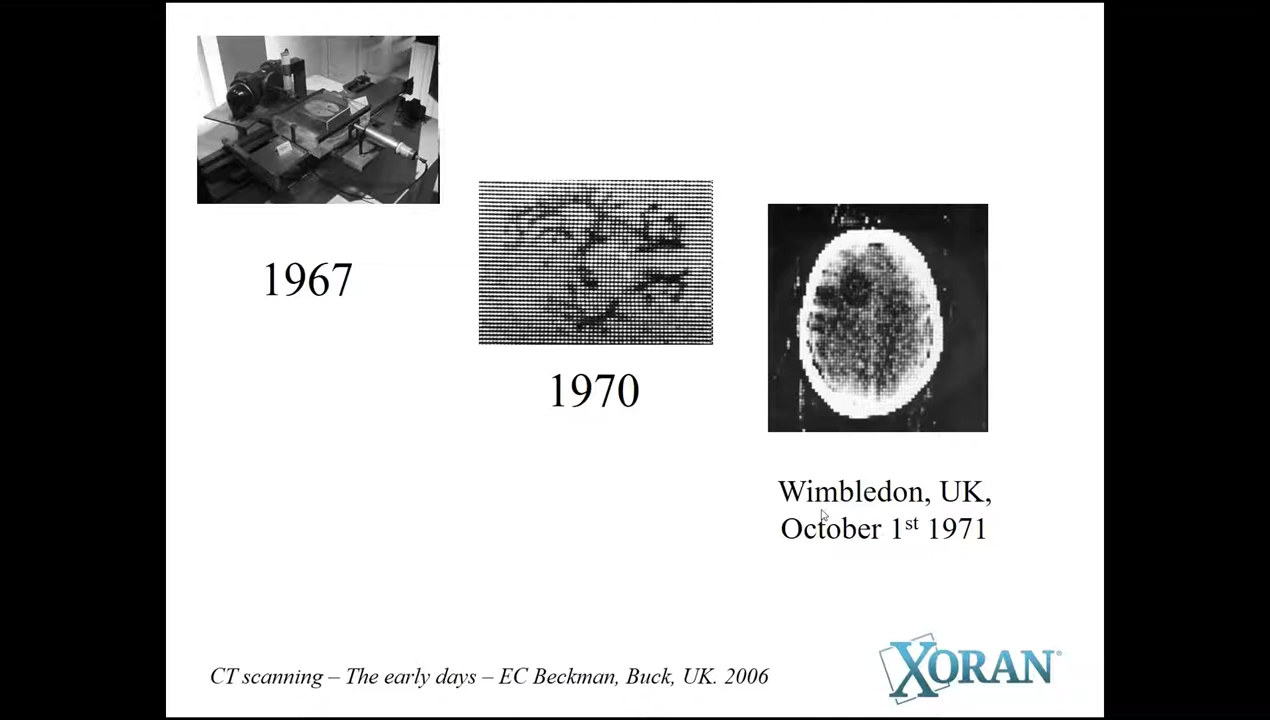 1967
1970
Wimbledon, UK,
October 1st 1971
CT scanning – The early days – EC Beckman, Buck, UK. 2006
XORAN®